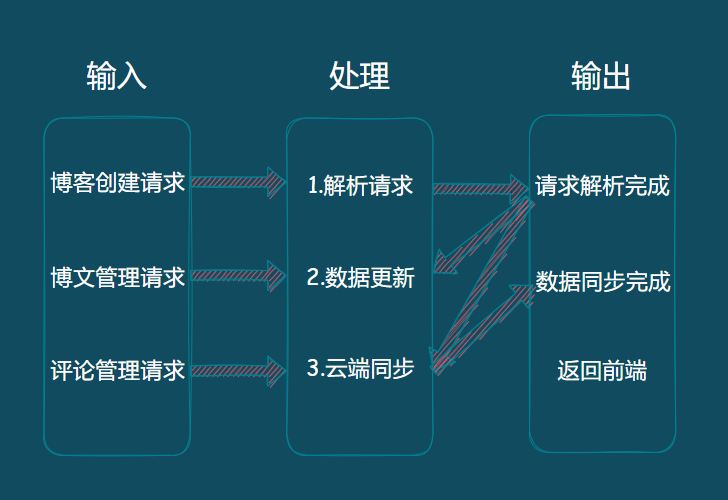 输入
处理
输出
博客创建请求
1.解析请求
请求解析完成
博文管理请求
2.数据更新
数据同步完成
评论管理请求
3.云端同步
返回前端